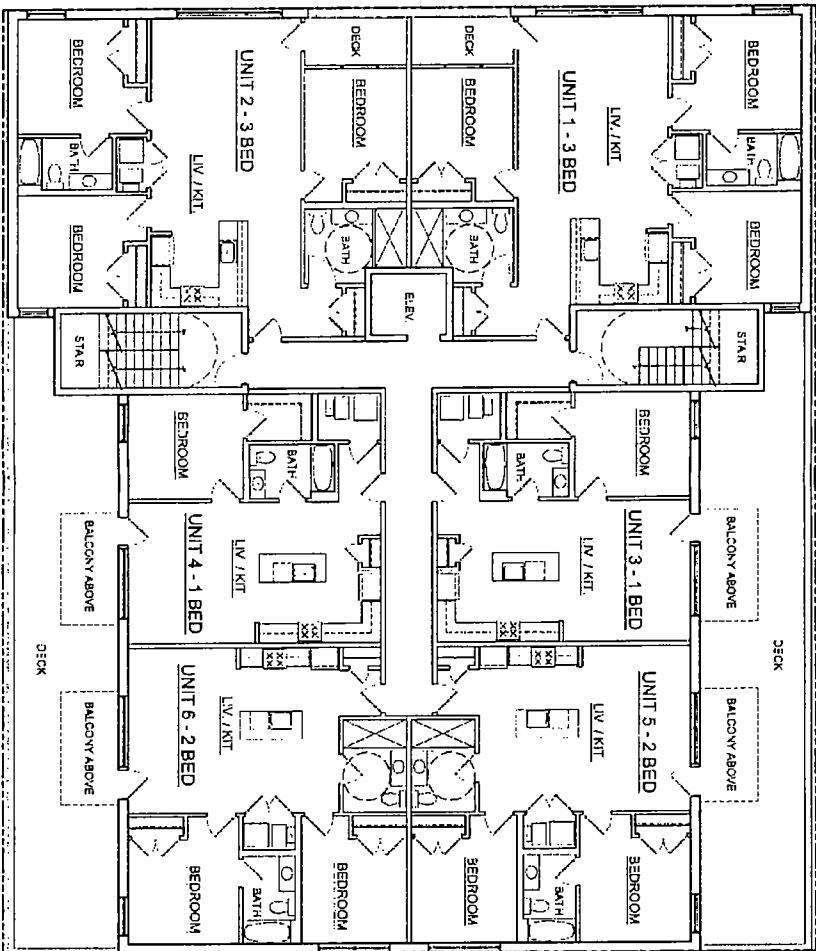 BEDROOM
BATH
BEDROOM
LIV. / KIT
UNIT 1 - 3 BED
DECK
BEDROOM
BATH
STAIR
DECK
BEDROOM
BATH
UNIT 2 - 3 BED
LIV. / KIT
BEDROOM
BATH
BEDROOM
ELEV.
STAIR
DECK
BALCONY ABOVE
BALCONY ABOVE
BEDROOM
BATH
UNIT 3 - 1 BED
LIV. / KIT
UNIT 5 - 2 BED
LIV. / KIT
BEDROOM
BATH
BEDROOM
BEDROOM
BATH
LIV. / KIT
UNIT 4 - 1 BED
LIV. / KIT
UNIT 6 - 2 BED
BEDROOM
BATH
BEDROOM
BALCONY ABOVE
BALCONY ABOVE
DECK